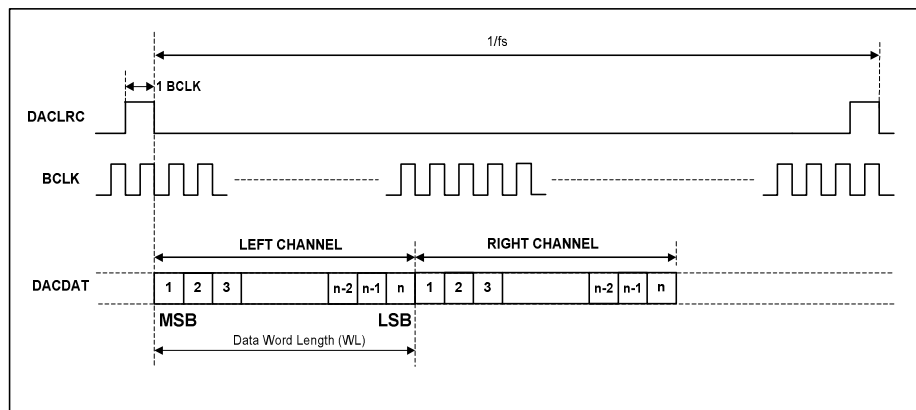 1/fs
1 BCLK
DACLRC
BCLK
LEFT CHANNEL
RIGHT CHANNEL
DACDAT
1 2 3 n-2 n-1 n 1 2 3 n-2 n-1 n
MSB LSB
Data Word Length (WL)